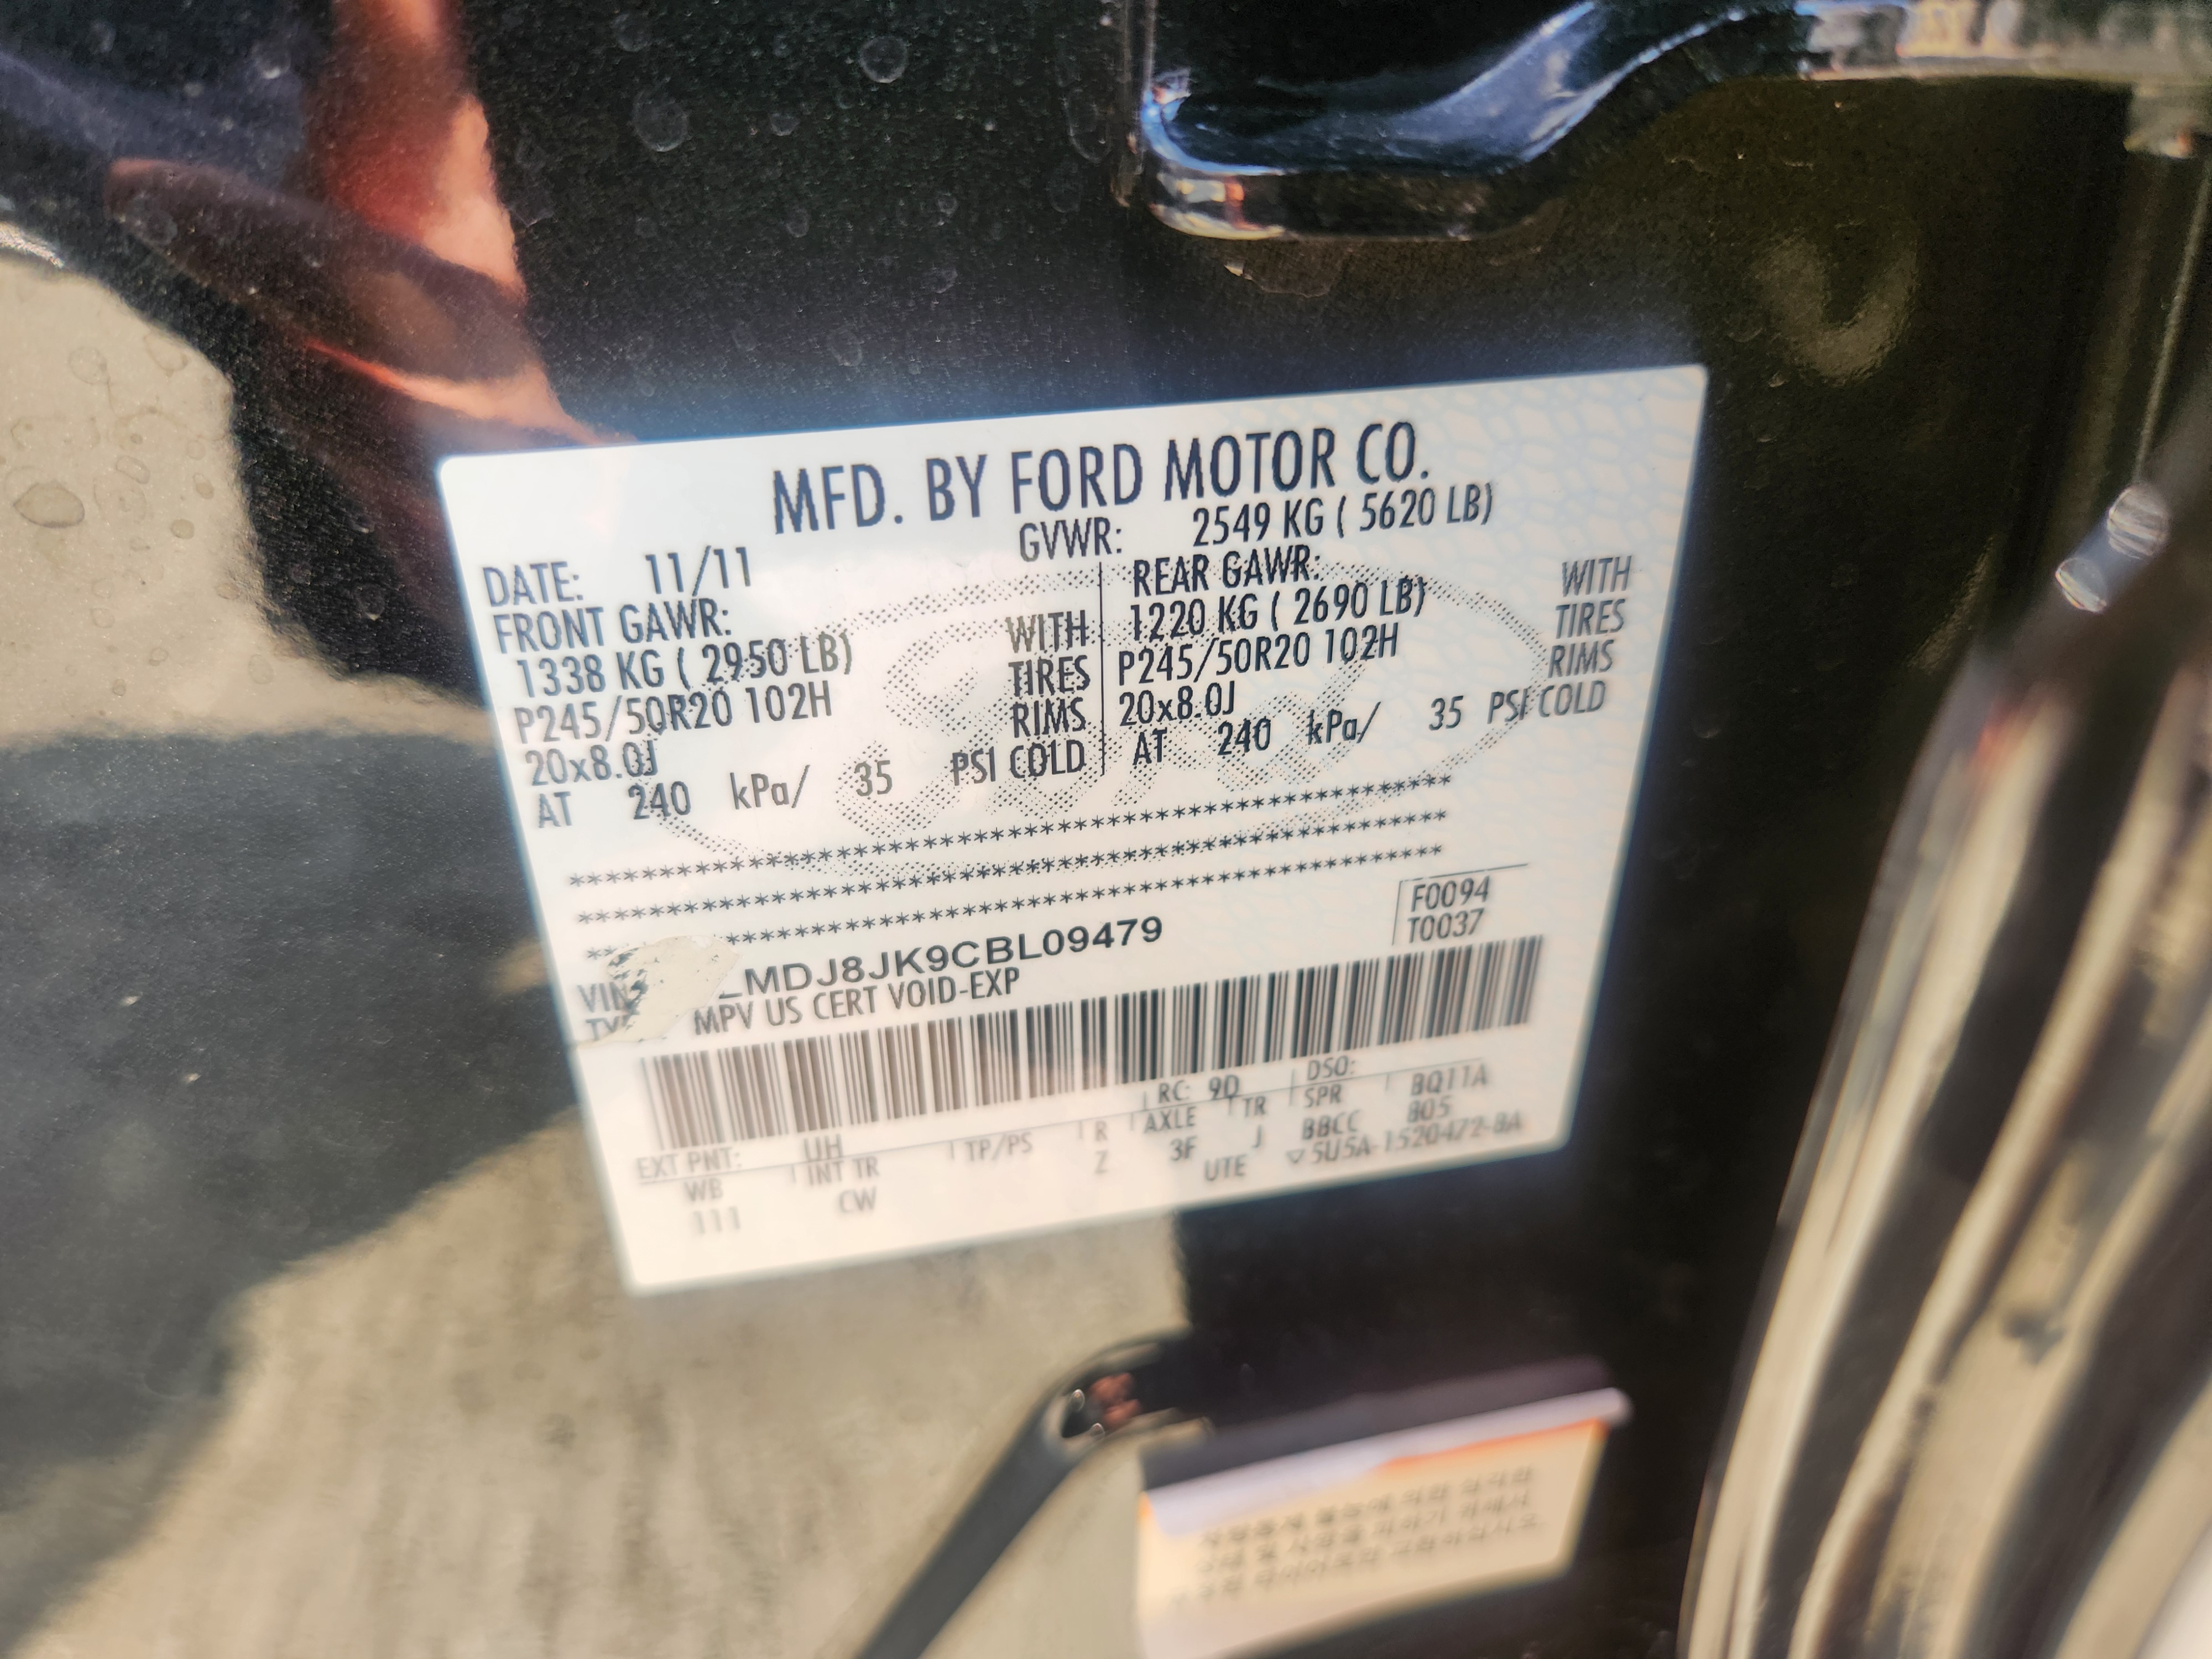 MFD. BY FORD MOTOR CO.
DATE: 11/11 GVWR: 2549 KG ( 5620 LB)
FRONT GAWR: REAR GAWR:
1338 KG ( 2950 LB) WITH 1220 KG ( 2690 LB) WITH
P245/50R20 102H TIRES P245/50R20 102H TIRES
20x8.0J RIMS 20x8.0J RIMS
AT 240 kPa/ 35 PSI COLD AT 240 kPa/ 35 PSI COLD
F0094
T0037
MDJ8JK9CBL09479
MPV US CERT VOID-EXP
EXT PNT: UH RC: 9D DSO:
WB INT TR TP/PS R AXLE TR SPR BQ11A
111 CW Z 3F J BBCC 805
UTE ▽5U5A-1520472-BA